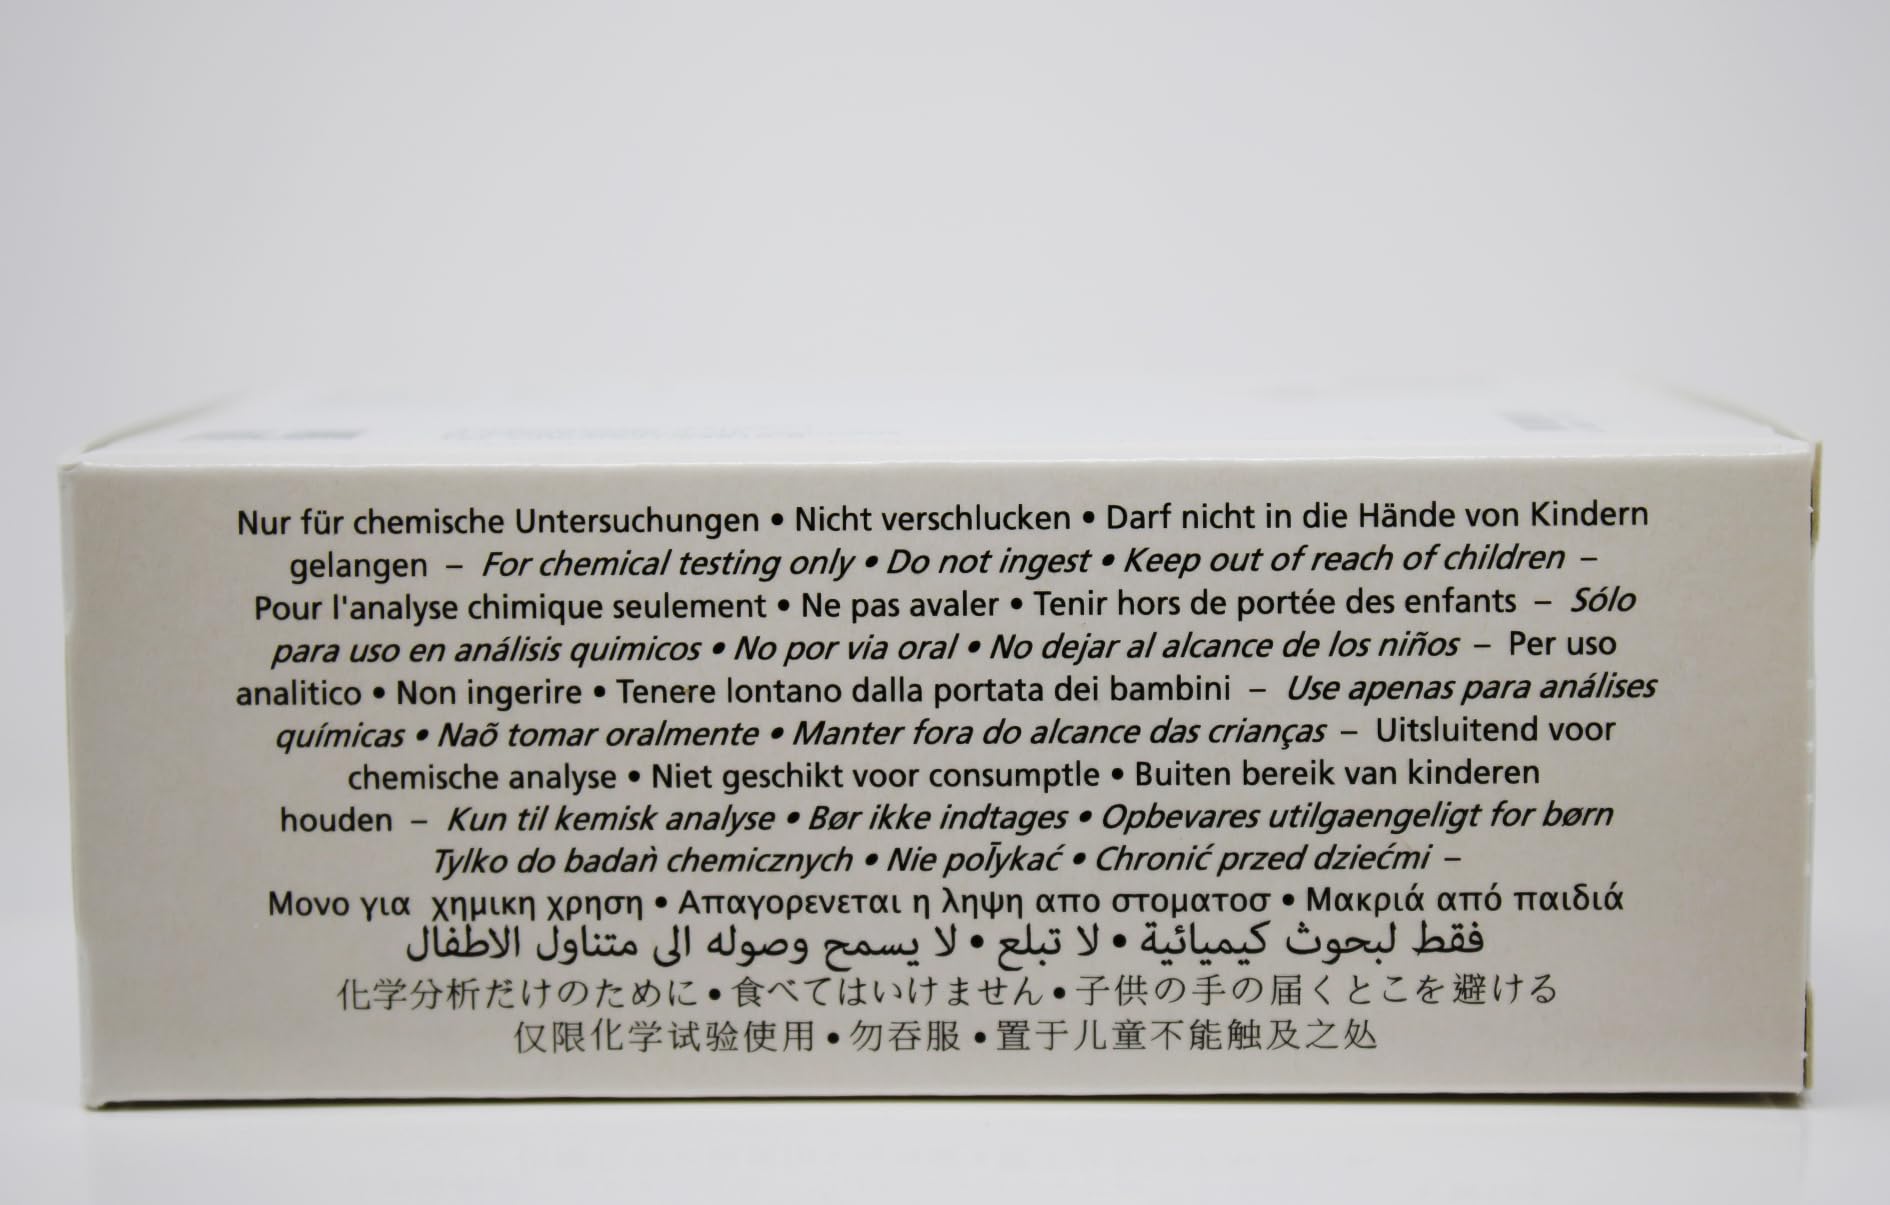 Nur für chemische Untersuchungen • Nicht verschlucken • Darf nicht in die Hände von Kindern
gelangen – For chemical testing only • Do not ingest • Keep out of reach of children –
Pour l'analyse chimique seulement • Ne pas avaler • Tenir hors de portée des enfants – Sólo
para uso en análisis quimicos • No por via oral • No dejar al alcance de los niños – Per uso
analitico • Non ingerire • Tenere lontano dalla portata dei bambini – Use apenas para análises
químicas • Naõ tomar oralmente • Manter fora do alcance das crianças – Uitsluitend voor
chemische analyse • Niet geschikt voor consumptle • Buiten bereik van kinderen
houden – Kun til kemisk analyse • Bør ikke indtages • Opbevares utilgaengeligt for børn
Tylko do badaǹ chemicznych • Nie pol̄ykać • Chronić przed dziećmi –
Μονο για χημικη χρηση • Απαγορενεται η ληψη απο στοματοσ • Μακριά από παιδιά
فقط لبحوث كيميائية • لا تبلع • لا يسمح وصوله الى متناول الاطفال
化学分析だけのために • 食べてはいけません • 子供の手の届くとこを避ける
仅限化学试验使用 • 勿吞服 • 置于儿童不能触及之处